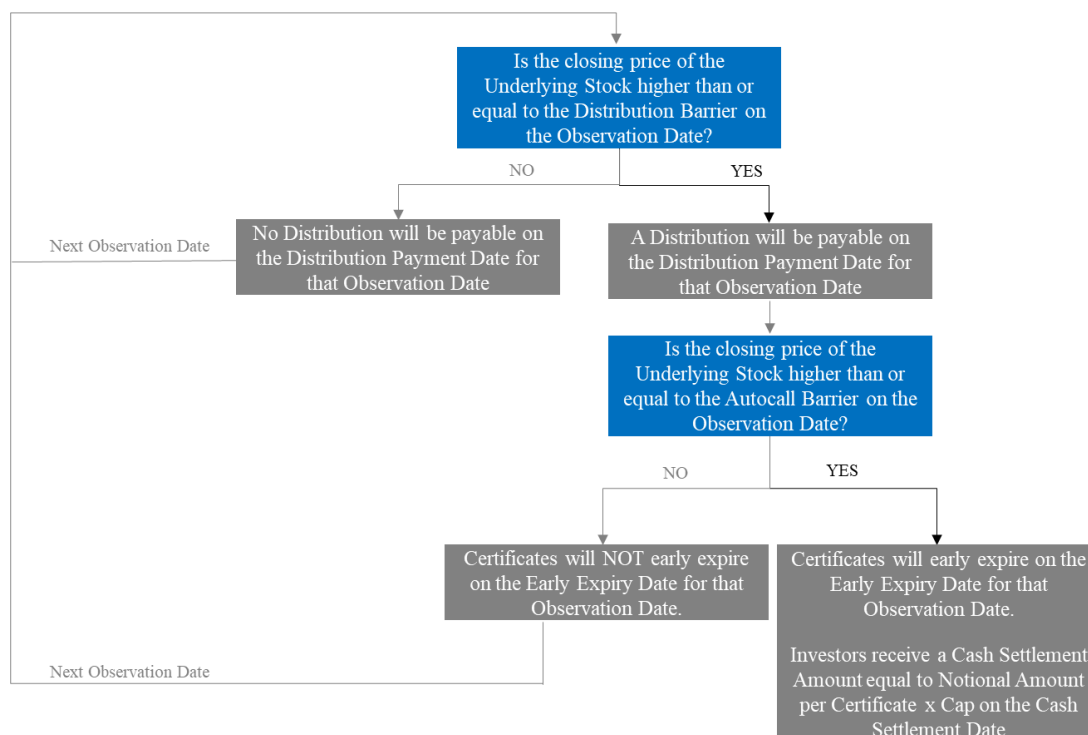 Is the closing price of the
Underlying Stock higher than or
equal to the Distribution Barrier on
the Observation Date?
NO
YES
Next Observation Date
No Distribution will be payable on
the Distribution Payment Date for
that Observation Date
A Distribution will be payable on
the Distribution Payment Date for
that Observation Date
Is the closing price of the
Underlying Stock higher than or
equal to the Autocall Barrier on the
Observation Date?
NO
YES
Certificates will NOT early expire
on the Early Expiry Date for that
Observation Date.
Certificates will early expire on the
Early Expiry Date for that
Observation Date.
Investors receive a Cash Settlement
Amount equal to Notional Amount
per Certificate x Cap on the Cash
Settlement Date
Next Observation Date